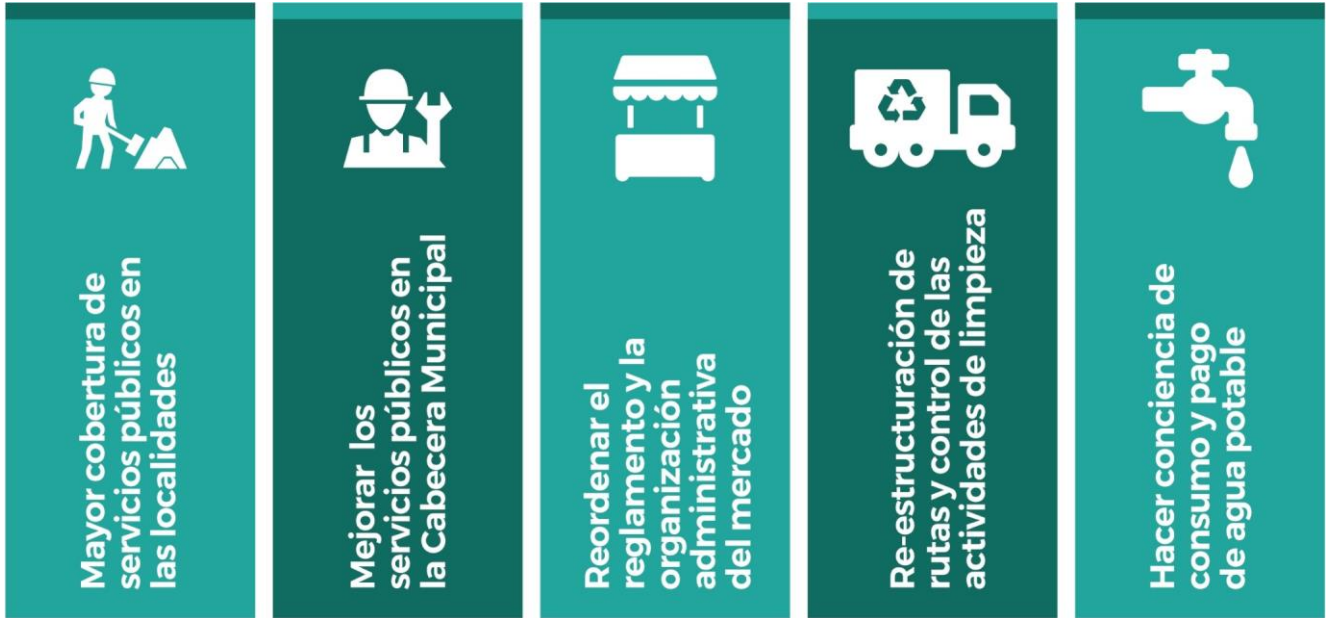 Mayor cobertura de
servicios públicos en
las localidades
Mejorar los
servicios públicos en
la Cabecera Municipal
Reordenar el
reglamento y la
organización
administrativa
del mercado
Re-estructuración de
rutas y control de las
actividades de limpieza
Hacer conciencia de
consumo y pago
de agua potable